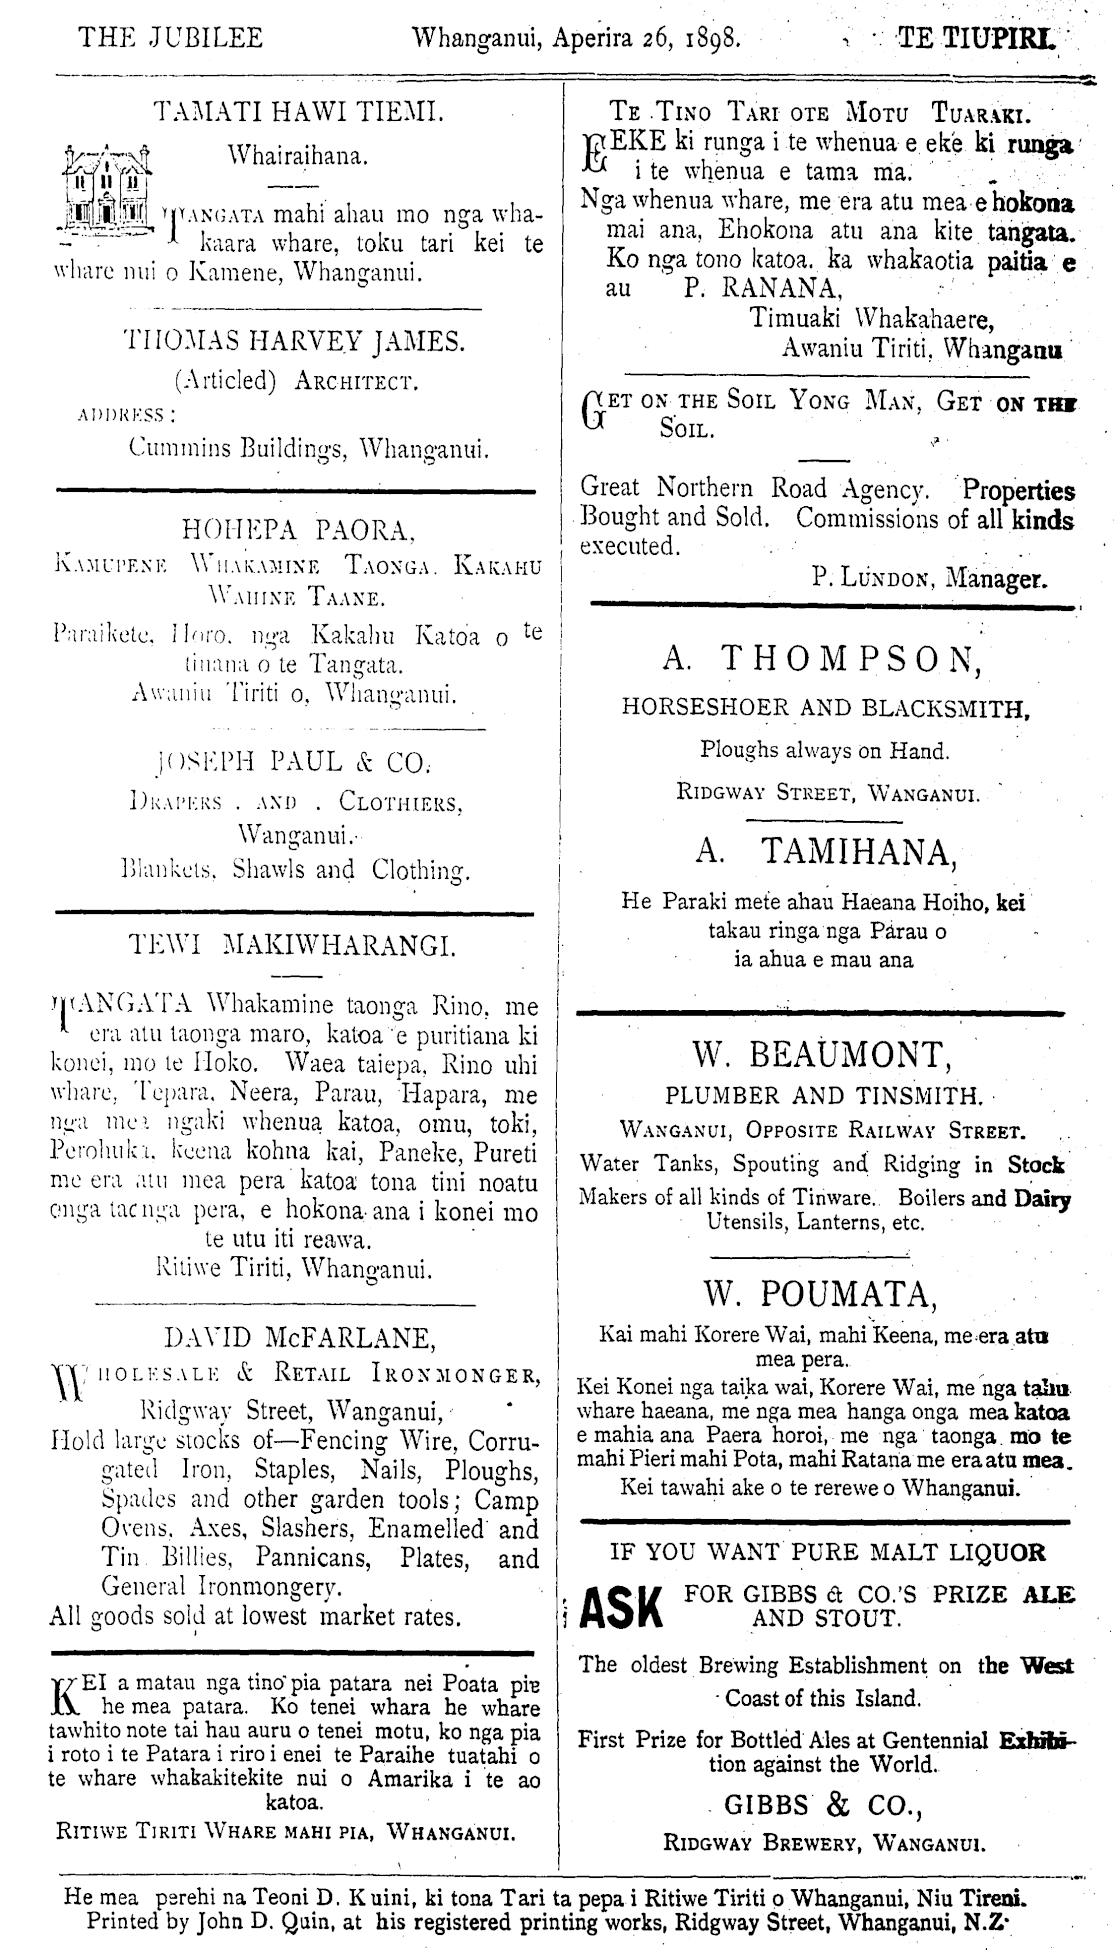 THE JUBILEE Whanganui, Aperira 26, 1898. TE TIUPIRI.
TAMATI HAWI TIEMI.
Whairaihana.
TANGATA mahi ahau mo nga wha-
kaara whare, toku tari kei te
whare nui o Kamene, Whanganui.
THOMAS HARVEY JAMES.
(Articled) ARCHITECT.
ADDRESS:
Cummins Buildings, Whanganui.
HOHEPA PAORA,
KAMUPENE WHAKAMINE TAONGA. KAKAHU
WAHINE TAANE.
Paraikete, Horo, nga Kakahu Katoa o te
tinana o te Tangata.
Awaniu Tiriti o, Whanganui.
JOSEPH PAUL & CO.
DRAPERS . AND . CLOTHIERS,
Wanganui.
Blankets, Shawls and Clothing.
TEWI MAKIWHARANGI.
TANGATA Whakamine taonga Rino, me
era atu taonga maro, katoa e puritiana ki
konei, mo te Hoko. Waea taiepa, Rino uhi
whare, Tepara, Neera, Parau, Hapara, me
nga mea ngaki whenua katoa, omu, toki,
Perohuka, keena kohna kai, Paneke, Pureti
me era atu mea pera katoa tona tini noatu
onga taonga pera, e hokona ana i konei mo
te utu iti reawa.
Ritiwe Tiriti, Whanganui.
DAVID McFARLANE,
WHOLESALE & RETAIL IRONMONGER,
Ridgway Street, Wanganui,
Hold large stocks of—Fencing Wire, Corru-
gated Iron, Staples, Nails, Ploughs,
Spades and other garden tools; Camp
Ovens, Axes, Slashers, Enamelled and
Tin Billies, Pannicans, Plates, and
General Ironmongery.
All goods sold at lowest market rates.
KEI a matau nga tino pia patara nei Poata pie
he mea patara. Ko tenei whara he whare
tawhito note tai hau auru o tenei motu, ko nga pia
i roto i te Patara i riro i enei te Paraihe tuatahi o
te whare whakakitekite nui o Amarika i te ao
katoa.
RITIWE TIRITI WHARE MAHI PIA, WHANGANUI.
TE TINO TARI OTE MOTU TUARAKI.
EEKE ki runga i te whenua e eke ki runga
i te whenua e tama ma.
Nga whenua whare, me era atu mea e hokona
mai ana, Ehokona atu ana kite tangata.
Ko nga tono katoa. ka whakaotia paitia e
au P. RANANA,
Timuaki Whakahaere,
Awaniu Tiriti, Whanganu
GET ON THE SOIL YONG MAN, GET ON THE
SOIL.
Great Northern Road Agency. Properties
Bought and Sold. Commissions of all kinds
executed.
P. LUNDON, Manager.
A. THOMPSON,
HORSESHOER AND BLACKSMITH,
Ploughs always on Hand.
RIDGWAY STREET, WANGANUI.
A. TAMIHANA,
He Paraki mete ahau Haeana Hoiho, kei
takau ringa nga Parau o
ia ahua e mau ana
W. BEAUMONT,
PLUMBER AND TINSMITH.
WANGANUI, OPPOSITE RAILWAY STREET.
Water Tanks, Spouting and Ridging in Stock
Makers of all kinds of Tinware. Boilers and Dairy
Utensils, Lanterns, etc.
W. POUMATA,
Kai mahi Korere Wai, mahi Keena, me era atu
mea pera.
Kei Konei nga taika wai, Korere Wai, me nga tahu
whare haeana, me nga mea hanga onga mea katoa
e mahia ana Paera horoi, me nga taonga mo te
mahi Pieri mahi Pota, mahi Ratana me era atu mea.
Kei tawahi ake o te rerewe o Whanganui.
IF YOU WANT PURE MALT LIQUOR
ASK FOR GIBBS & CO.'S PRIZE ALE
AND STOUT.
The oldest Brewing Establishment on the West
Coast of this Island.
First Prize for Bottled Ales at Gentennial Exhibi-
tion against the World.
GIBBS & CO.,
RIDGWAY BREWERY, WANGANUI.
He mea perehi na Teoni D. Kuini, ki tona Tari ta pepa i Ritiwe Tiriti o Whanganui, Niu Tireni.
Printed by John D. Quin, at his registered printing works, Ridgway Street, Whanganui, N.Z.